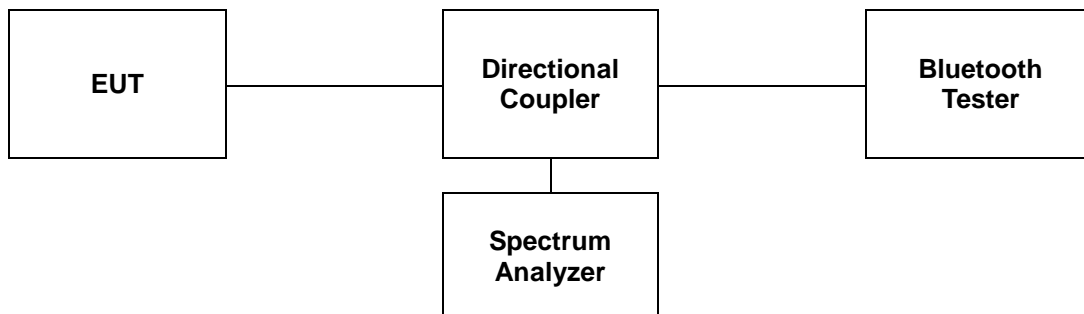 EUT
Directional
Coupler
Bluetooth
Tester
Spectrum
Analyzer